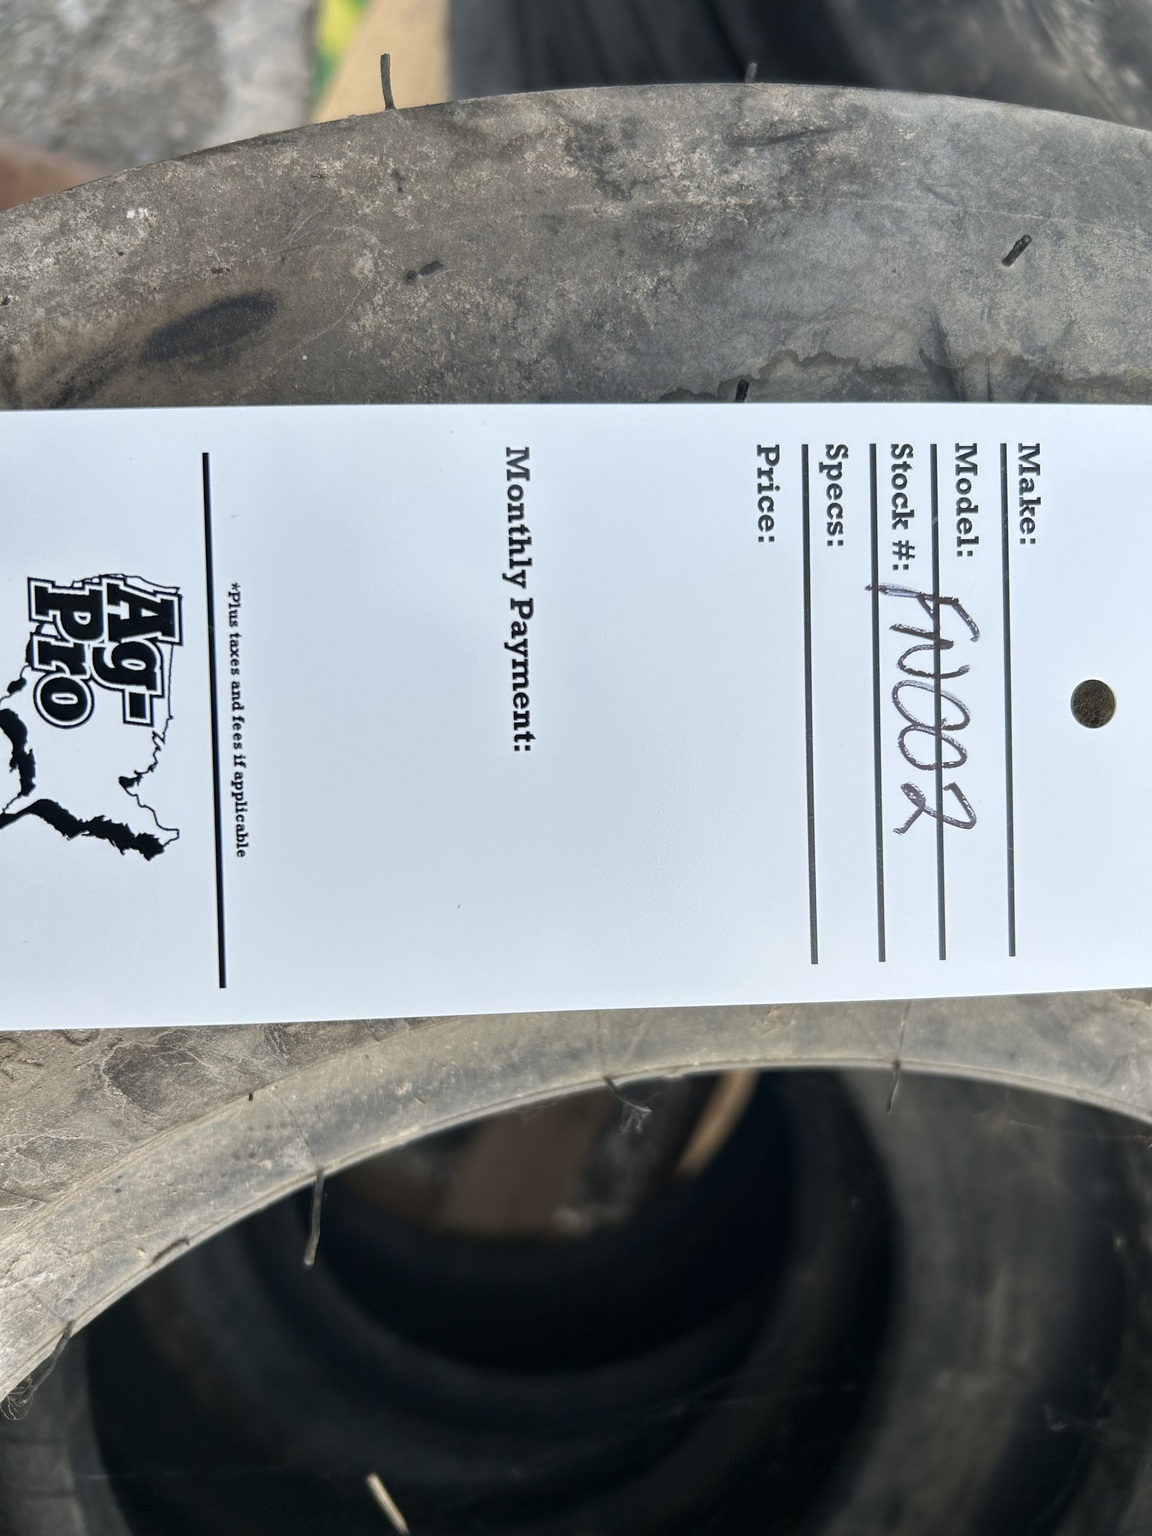 Make:
Model:
Stock #: FN002
Specs:
Price:
Monthly Payment:
*Plus taxes and fees if applicable
Ag-
Pro